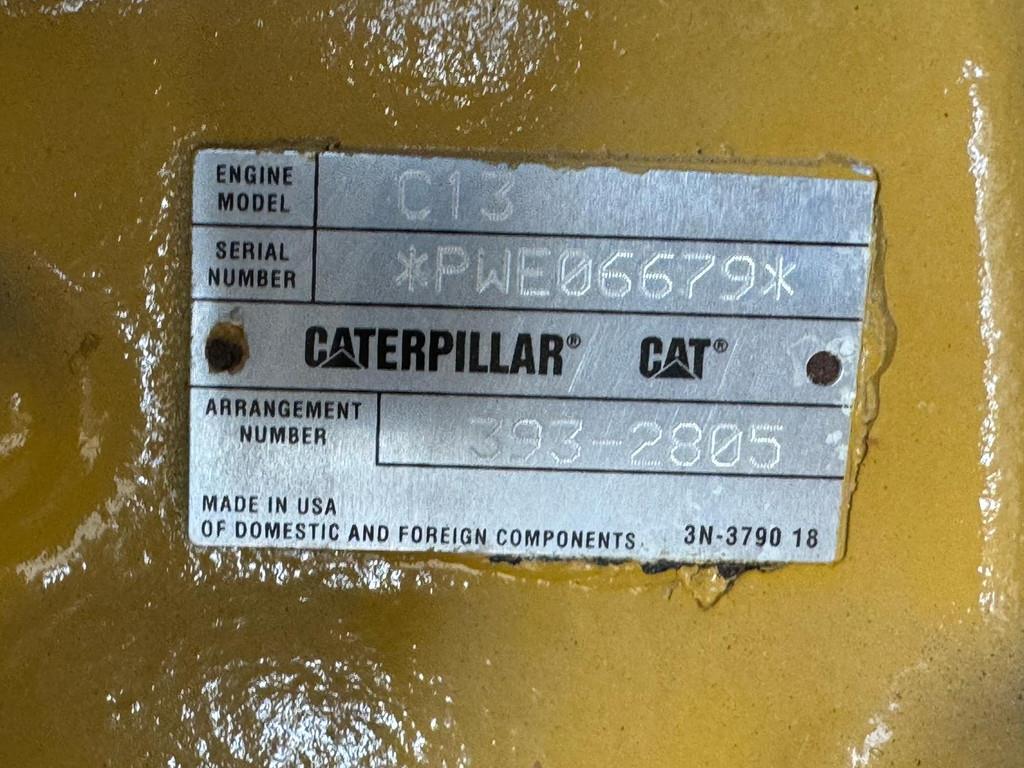 ENGINE MODEL C13
SERIAL NUMBER *PWE06679*
CATERPILLAR® CAT®
ARRANGEMENT NUMBER 393-2805
MADE IN USA
OF DOMESTIC AND FOREIGN COMPONENTS. 3N-3790 18